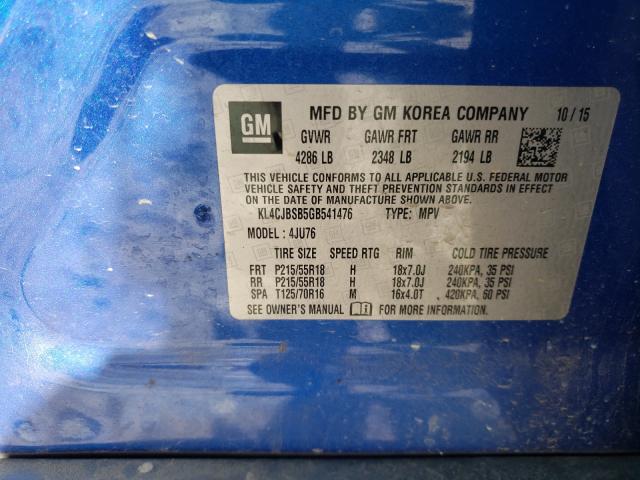 GM
MFD BY GM KOREA COMPANY 10 / 15
GVWR GAWR FRT GAWR RR
4286 LB 2348 LB 2194 LB
THIS VEHICLE CONFORMS TO ALL APPLICABLE U.S. FEDERAL MOTOR
VEHICLE SAFETY AND THEFT PREVENTION STANDARDS IN EFFECT
ON THE DATE OF MANUFACTURE SHOWN ABOVE.
KL4CJBSB5GB541476 TYPE: MPV
MODEL: 4JU76
TIRE SIZE SPEED RTG RIM COLD TIRE PRESSURE
FRT P215/55R18 H 18x7.0J 240KPA, 35 PSI
RR P215/55R18 H 18x7.0J 240KPA, 35 PSI
SPA T125/70R16 M 16x4.0T 420KPA, 60 PSI
SEE OWNER'S MANUAL FOR MORE INFORMATION.